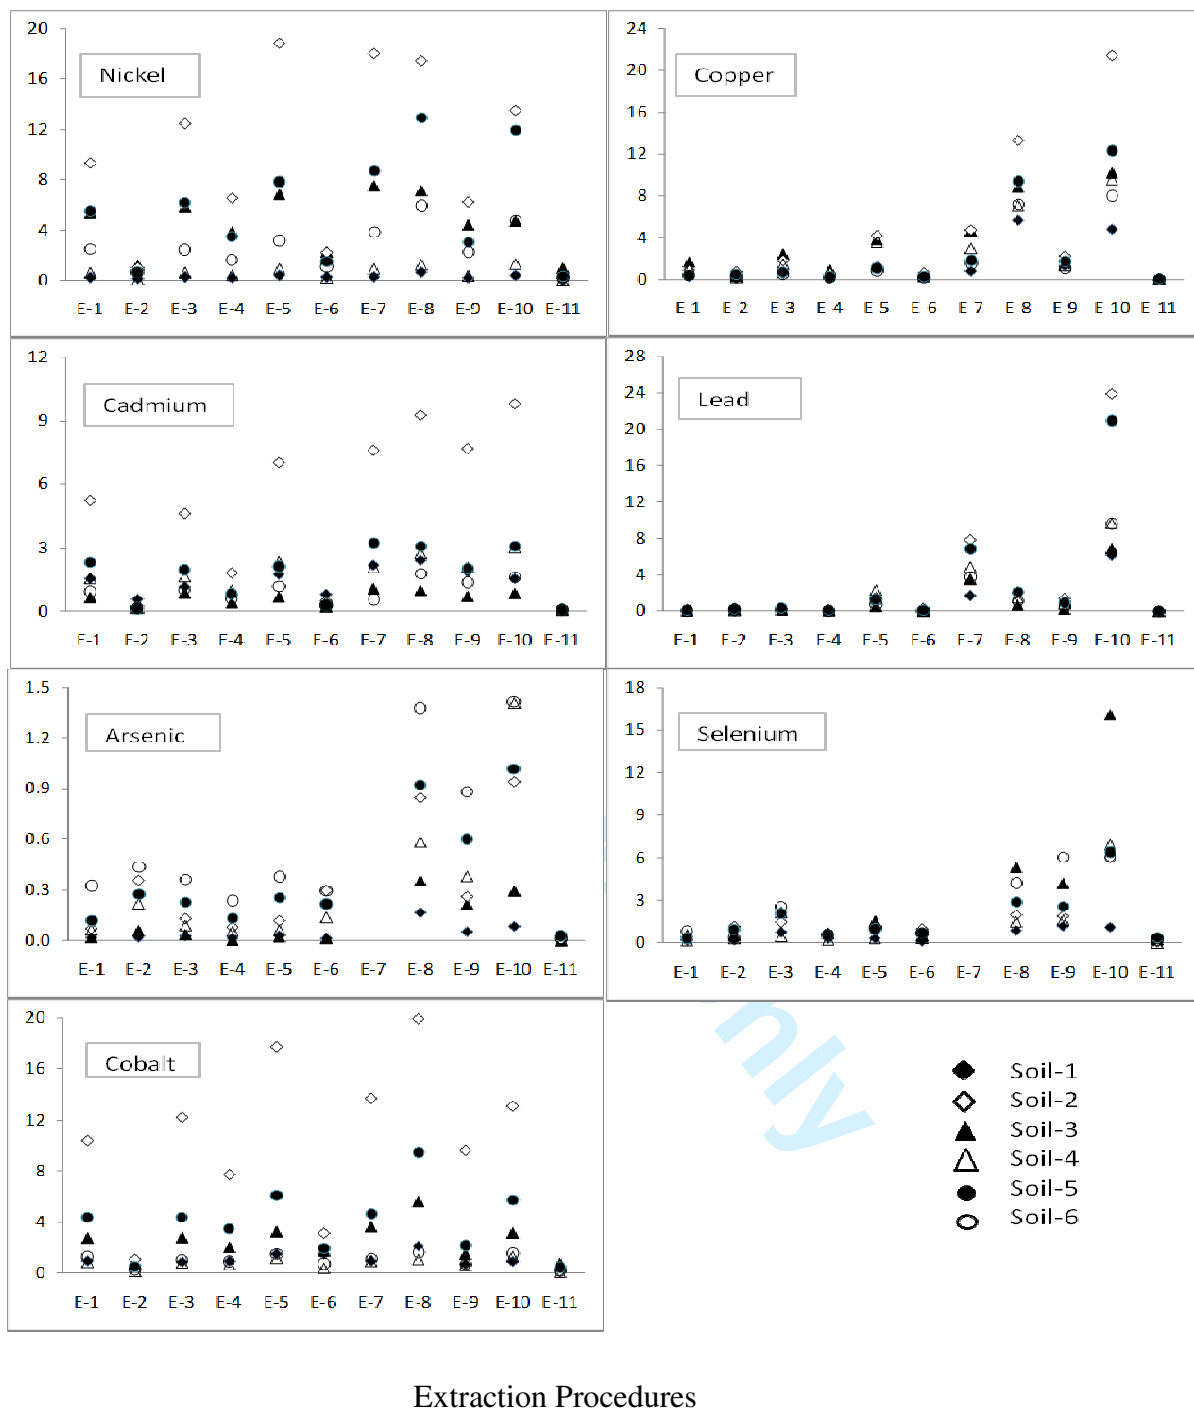 20
16
12
8
4
0
Nickel
E-1 E-2 E-3 E-4 E-5 E-6 E-7 E-8 E-9 E-10 E-11
24
20
16
12
8
4
0
Copper
E 1 E 2 E 3 E 4 E 5 E 6 E 7 E 8 E 9 E 10 E 11
12
9
6
3
0
Cadmium
E-1 E-2 E-3 E-4 E-5 E-6 E-7 E-8 E-9 E-10 E-11
28
24
20
16
12
8
4
0
Lead
E-1 E-2 E-3 E-4 E-5 E-6 E-7 E-8 E-9 E-10 E-11
1.5
1.2
0.9
0.6
0.3
0.0
Arsenic
E-1 E-2 E-3 E-4 E-5 E-6 E-7 E-8 E-9 E-10 E-11
18
15
12
9
6
3
0
Selenium
E-1 E-2 E-3 E-4 E-5 E-6 E-7 E-8 E-9 E-10 E-11
20
16
12
8
4
0
Cobalt
E-1 E-2 E-3 E-4 E-5 E-6 E-7 E-8 E-9 E-10 E-11
Soil-1
Soil-2
Soil-3
Soil-4
Soil-5
Soil-6
Extraction Procedures